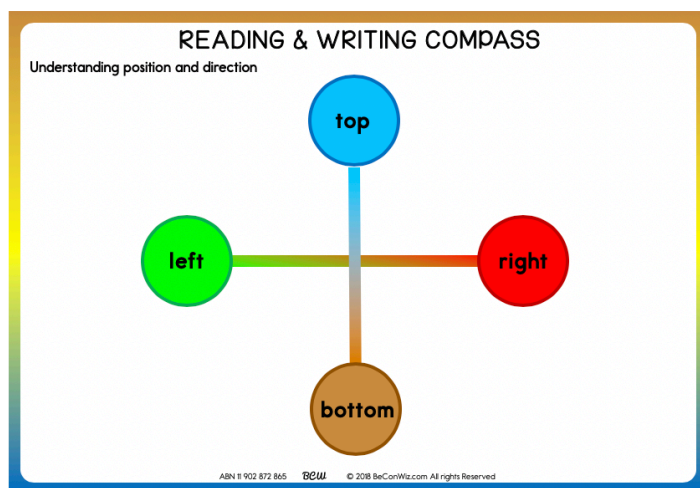 READING & WRITING COMPASS
Understanding position and direction
top
left
right
bottom
ABN 11 902 872 865 BCW © 2018 BeConWiz.com All rights Reserved